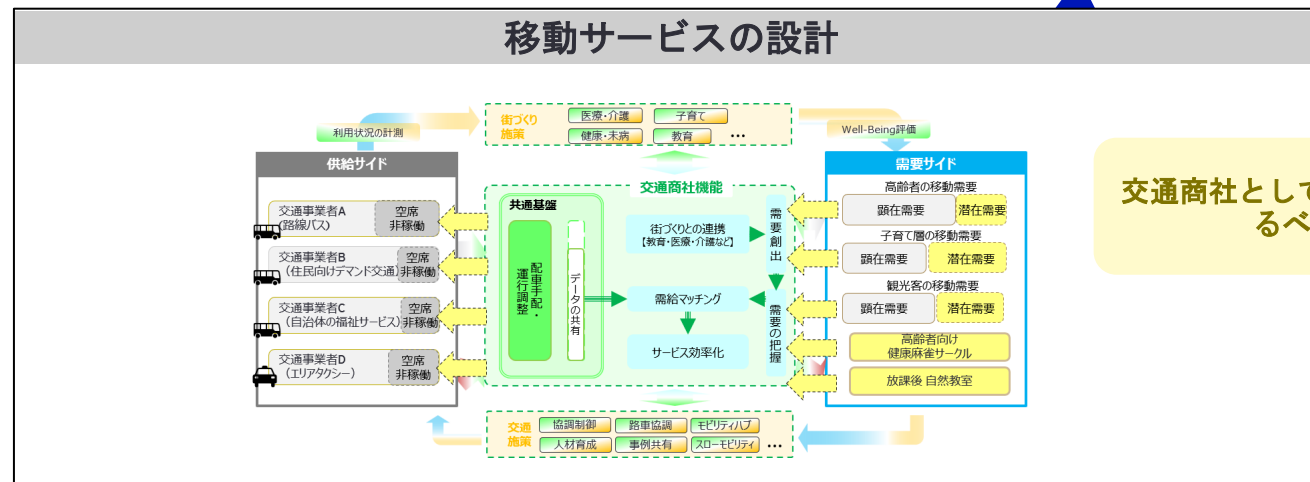 移動サービスの設計
利用状況の計測
街づくり
施策
医療・介護
子育て
健康・未病
教育
•••
Well-Being評価
供給サイド
交通事業者A
(路線バス)
空席
非稼働
交通事業者B
(住民向けデマンド交通)
空席
非稼働
交通事業者C
(自治体の福祉サービス)
空席
非稼働
交通事業者D
(エリアタクシー)
空席
非稼働
交通商社機能
共通基盤
配車手配・
運行調整
データの共有
街づくりとの連携
【教育・医療・介護など】
需要創出
需給マッチング
サービス効率化
需要の把握
需要サイド
高齢者の移動需要
顕在需要
潜在需要
子育て層の移動需要
顕在需要
潜在需要
観光客の移動需要
顕在需要
潜在需要
高齢者向け
健康麻雀サークル
放課後 自然教室
交通
施策
協調制御
路車協調
モビリティハブ
人材育成
事例共有
スローモビリティ
•••
交通商社として
るべ